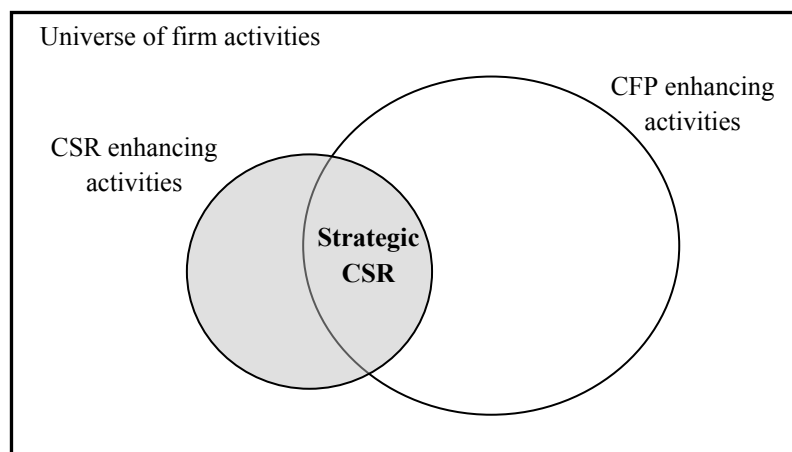 Universe of firm activities
CFP enhancing
activities
CSR enhancing
activities
Strategic
CSR